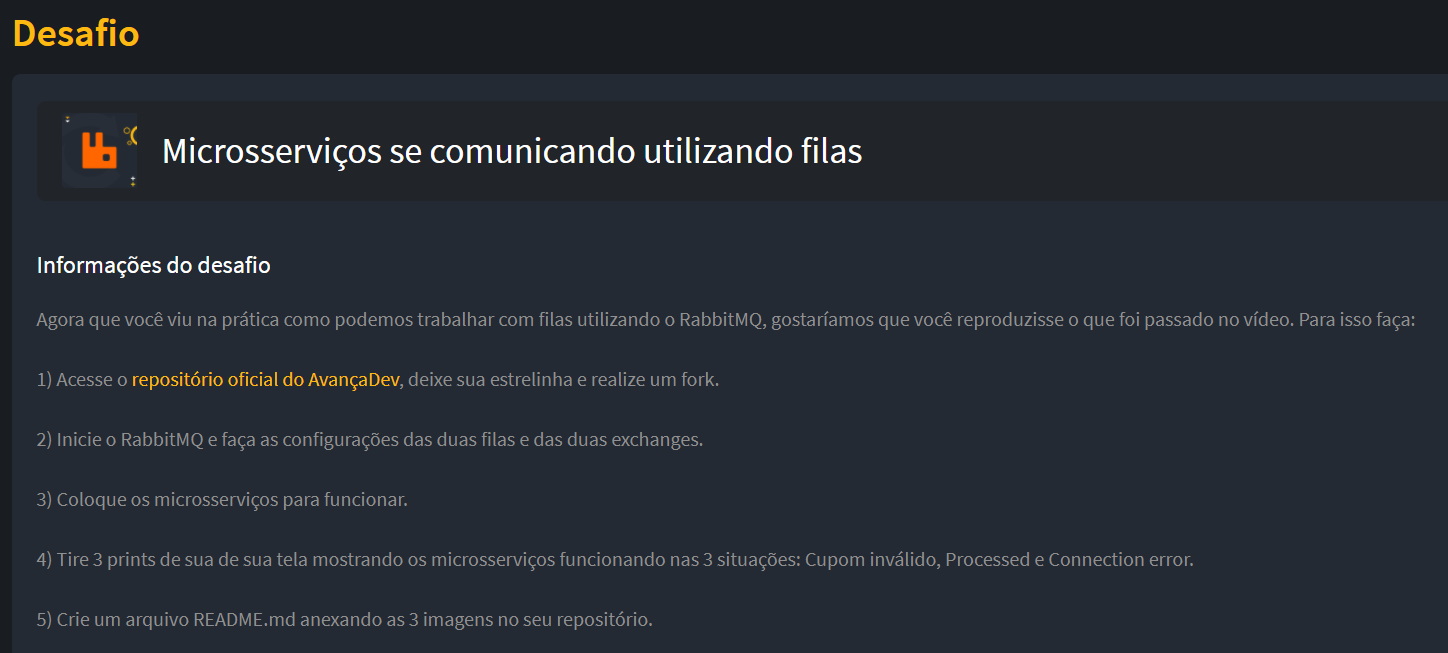 Desafio
Microsserviços se comunicando utilizando filas
Informações do desafio
Agora que você viu na prática como podemos trabalhar com filas utilizando o RabbitMQ, gostaríamos que você reproduzisse o que foi passado no vídeo. Para isso faça:
1) Acesse o repositório oficial do AvançaDev, deixe sua estrelinha e realize um fork.
2) Inicie o RabbitMQ e faça as configurações das duas filas e das duas exchanges.
3) Coloque os microsserviços para funcionar.
4) Tire 3 prints de sua de sua tela mostrando os microsserviços funcionando nas 3 situações: Cupom inválido, Processed e Connection error.
5) Crie um arquivo README.md anexando as 3 imagens no seu repositório.